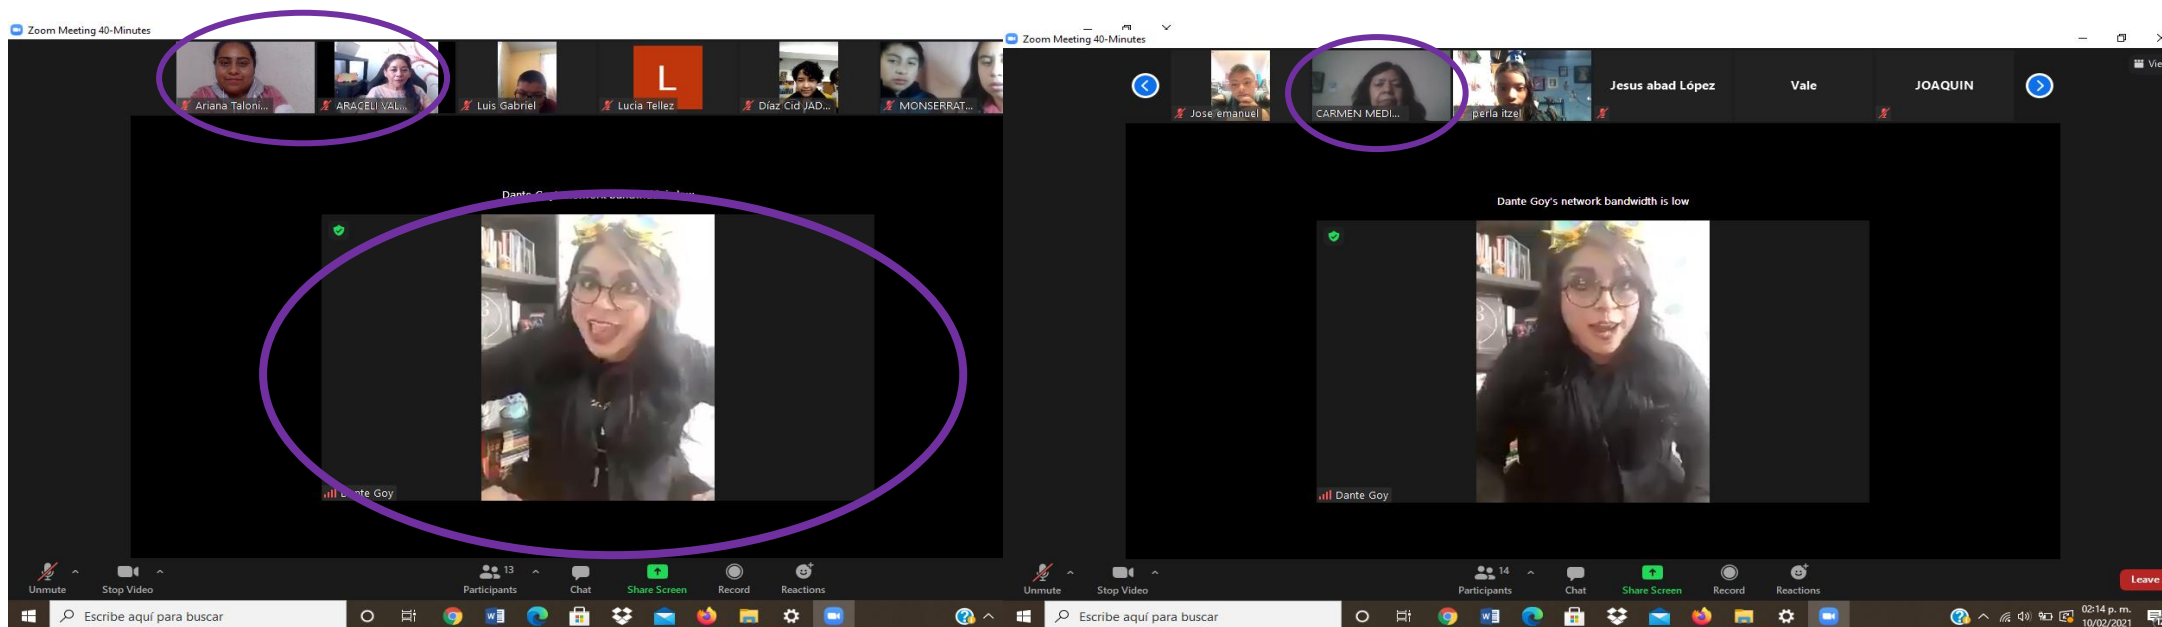 Zoom Meeting 40-Minutes
Ariana Taloni...
ARACELI VAL...
Luis Gabriel
L
Lucia Tellez
Díaz Cid JAD...
MONSERRAT...
Dante Goy
Unmute
Stop Video
13
Participants
Chat
Share Screen
Record
Reactions
Escribe aquí para buscar
Zoom Meeting 40-Minutes
Jose emanuel
CARMEN MEDI...
perla itzel
Jesus abad López
Vale
JOAQUIN
Vie
Dante Goy's network bandwidth is low
Dante Goy
Unmute
Stop Video
14
Participants
Chat
Share Screen
Record
Reactions
Leave
Escribe aquí para buscar
02:14 p. m.
10/02/2021